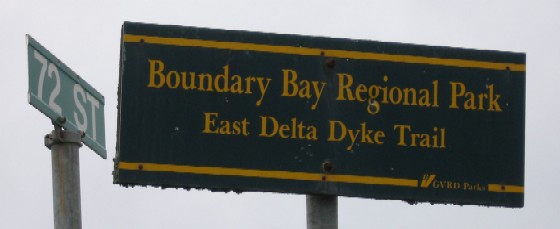 72 ST
Boundary Bay Regional Park
East Delta Dyke Trail
GVRD Parks